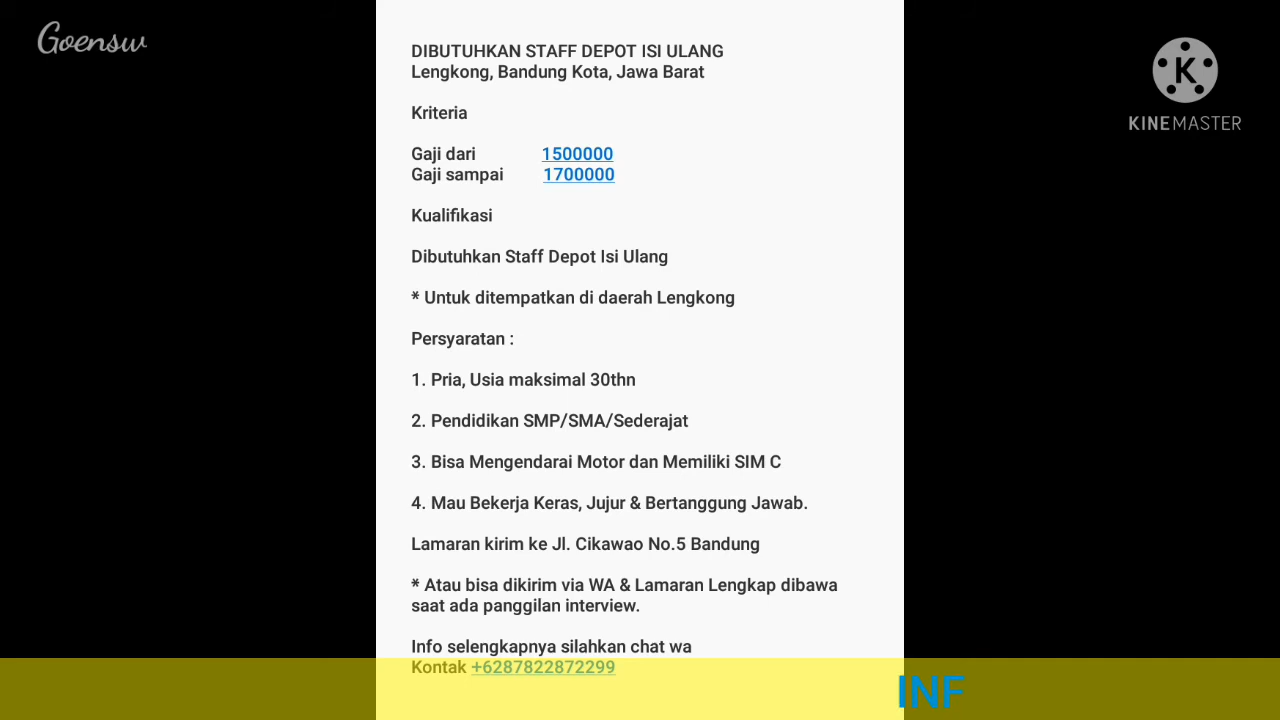 Goensw
KINEMASTER
DIBUTUHKAN STAFF DEPOT ISI ULANG
Lengkong, Bandung Kota, Jawa Barat
Kriteria
Gaji dari 1500000
Gaji sampai 1700000
Kualifikasi
Dibutuhkan Staff Depot Isi Ulang
* Untuk ditempatkan di daerah Lengkong
Persyaratan :
1. Pria, Usia maksimal 30thn
2. Pendidikan SMP/SMA/Sederajat
3. Bisa Mengendarai Motor dan Memiliki SIM C
4. Mau Bekerja Keras, Jujur & Bertanggung Jawab.
Lamaran kirim ke Jl. Cikawao No.5 Bandung
* Atau bisa dikirim via WA & Lamaran Lengkap dibawa
saat ada panggilan interview.
Info selengkapnya silahkan chat wa
Kontak +6287822872299
INF